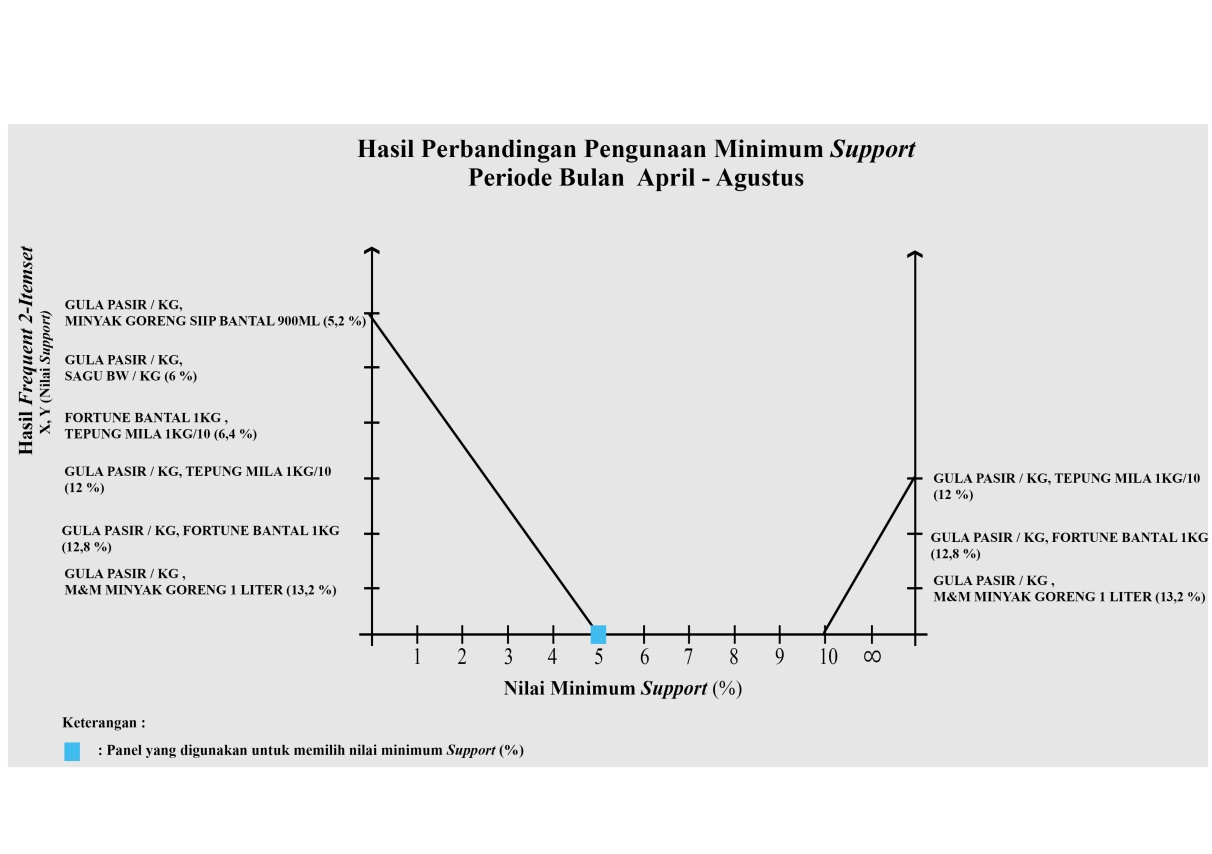 Hasil Perbandingan Pengunaan Minimum Support
Periode Bulan April - Agustus
Hasil Frequent 2-Itemset
X, Y (Nilai Support)
GULA PASIR / KG,
MINYAK GORENG SIIP BANTAL 900ML (5,2 %)
GULA PASIR / KG,
SAGU BW / KG (6 %)
FORTUNE BANTAL 1KG ,
TEPUNG MILA 1KG/10 (6,4 %)
GULA PASIR / KG, TEPUNG MILA 1KG/10
(12 %)
GULA PASIR / KG, FORTUNE BANTAL 1KG
(12,8 %)
GULA PASIR / KG ,
M&M MINYAK GORENG 1 LITER (13,2 %)
GULA PASIR / KG, TEPUNG MILA 1KG/10
(12 %)
GULA PASIR / KG, FORTUNE BANTAL 1KG
(12,8 %)
GULA PASIR / KG ,
M&M MINYAK GORENG 1 LITER (13,2 %)
1 2 3 4 5 6 7 8 9 10 ∞
Nilai Minimum Support (%)
Keterangan :
: Panel yang digunakan untuk memilih nilai minimum Support (%)